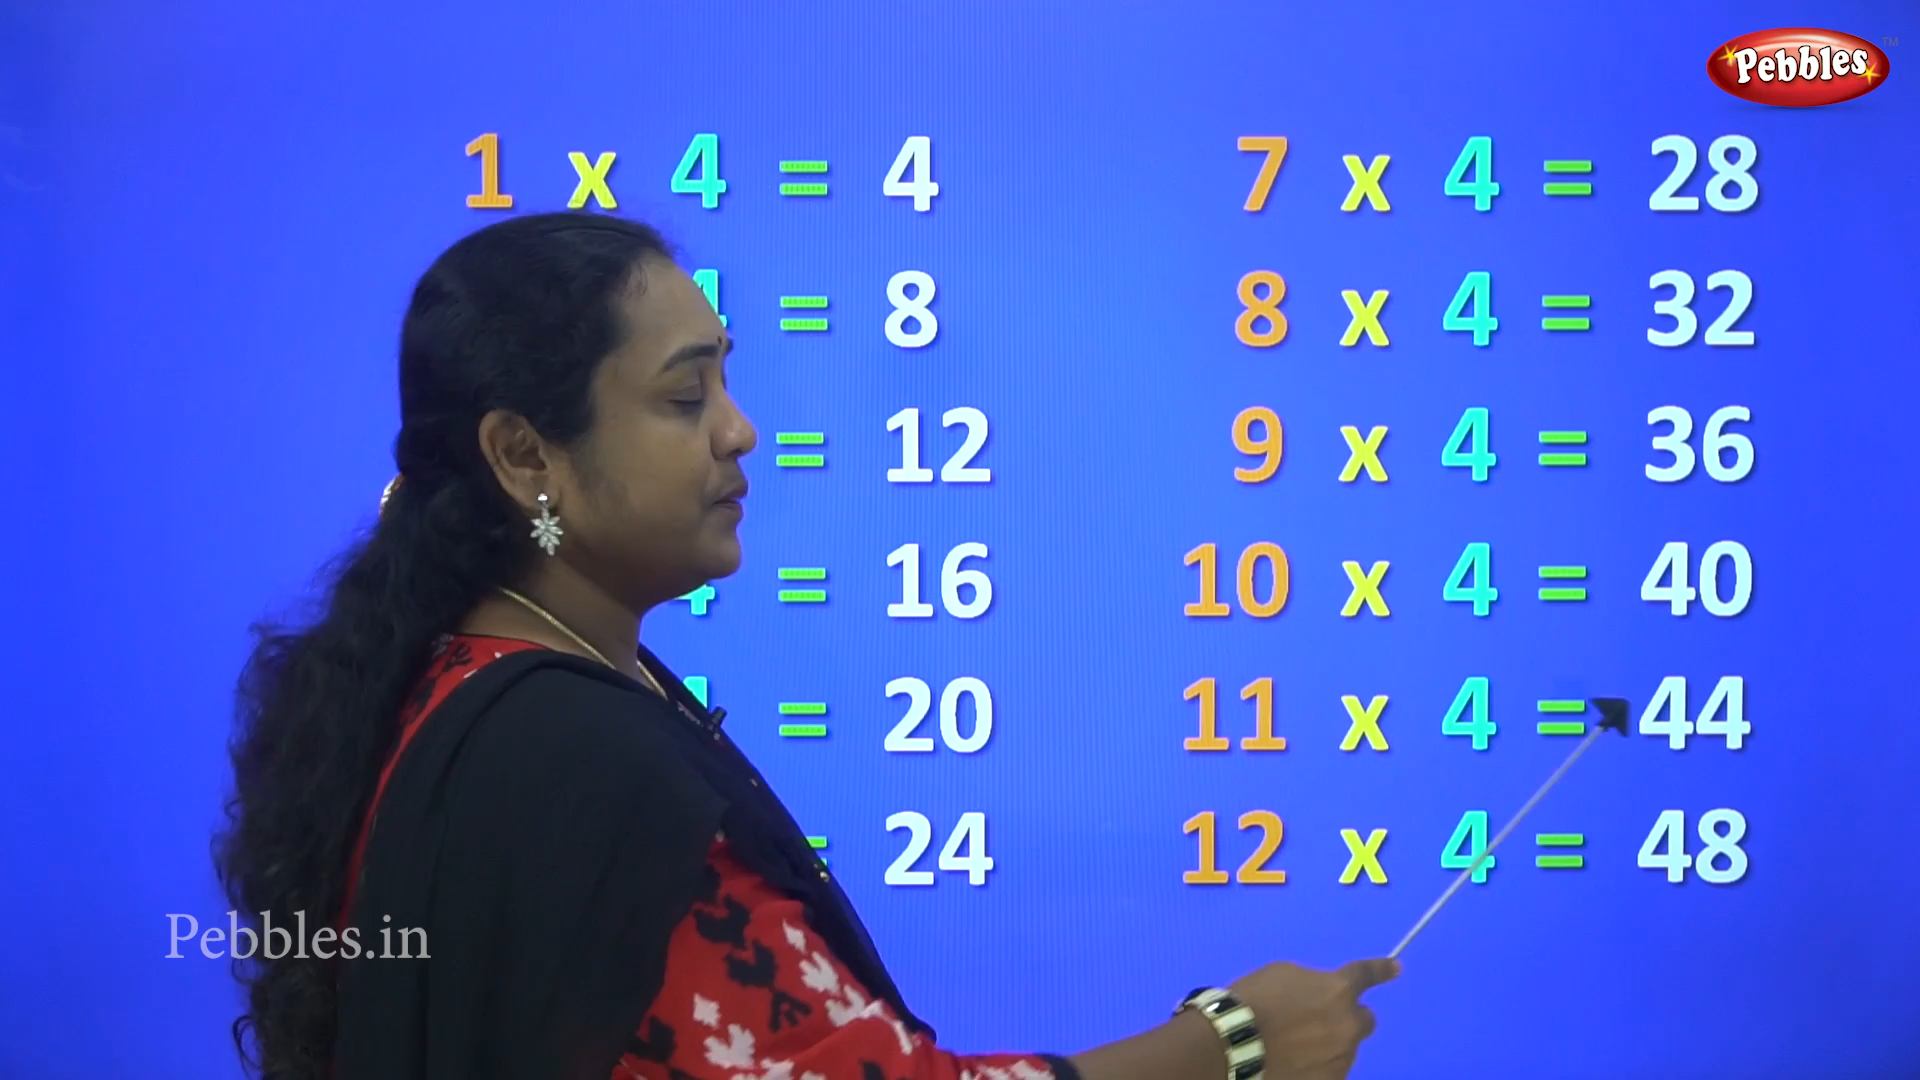 Pebbles TM
1 x 4 = 4
= 8
= 12
= 16
= 20
24
7 x 4 = 28
8 x 4 = 32
9 x 4 = 36
10 x 4 = 40
11 x 4 = 44
12 x 4 = 48
Pebbles.in